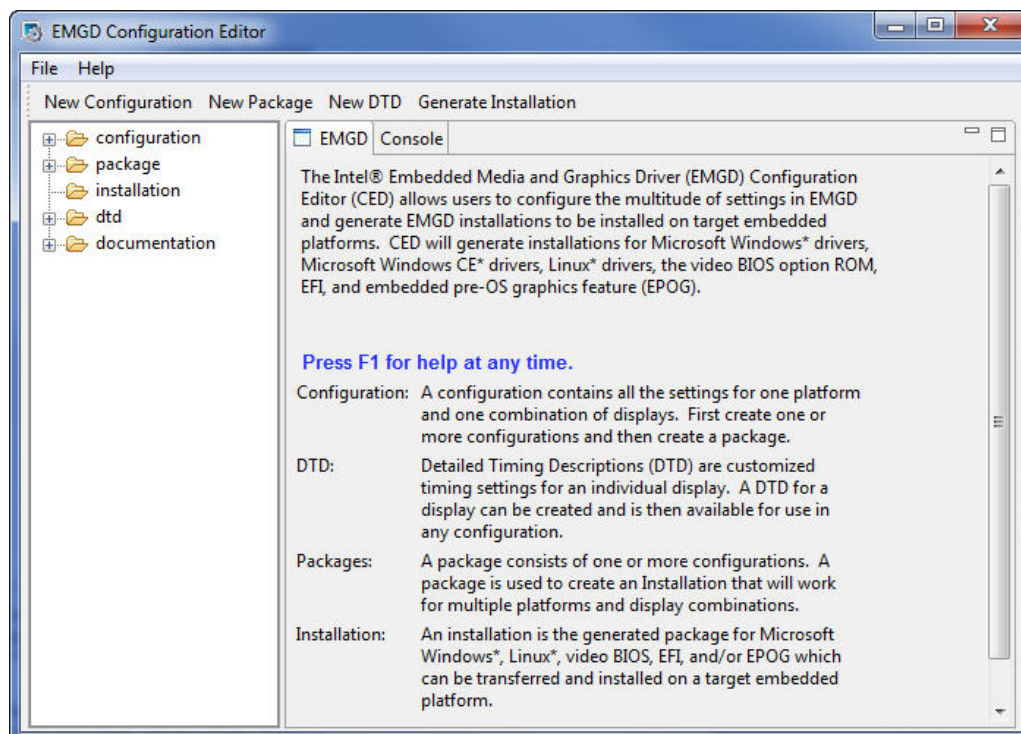 EMGD Configuration Editor
File Help
New Configuration New Package New DTD Generate Installation
configuration
package
installation
dtd
documentation
EMGD Console
The Intel® Embedded Media and Graphics Driver (EMGD) Configuration
Editor (CED) allows users to configure the multitude of settings in EMGD
and generate EMGD installations to be installed on target embedded
platforms. CED will generate installations for Microsoft Windows* drivers,
Microsoft Windows CE* drivers, Linux* drivers, the video BIOS option ROM,
EFI, and embedded pre-OS graphics feature (EPOG).
Press F1 for help at any time.
Configuration: A configuration contains all the settings for one platform
and one combination of displays. First create one or
more configurations and then create a package.
DTD: Detailed Timing Descriptions (DTD) are customized
timing settings for an individual display. A DTD for a
display can be created and is then available for use in
any configuration.
Packages: A package consists of one or more configurations. A
package is used to create an Installation that will work
for multiple platforms and display combinations.
Installation: An installation is the generated package for Microsoft
Windows*, Linux*, video BIOS, EFI, and/or EPOG which
can be transferred and installed on a target embedded
platform.